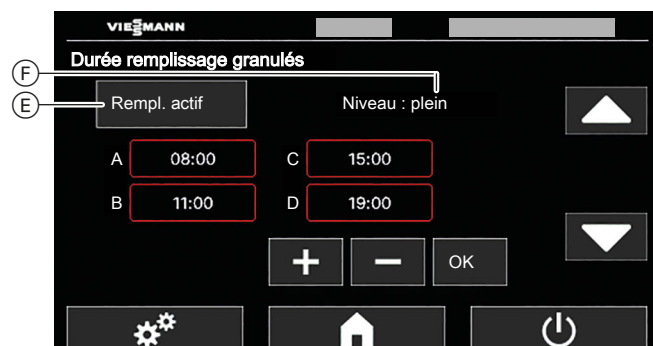 VIESMANN
Durée remplissage granulés
F
E
Rempl. actif
Niveau : plein
A 08:00 C 15:00
B 11:00 D 19:00
+ − OK